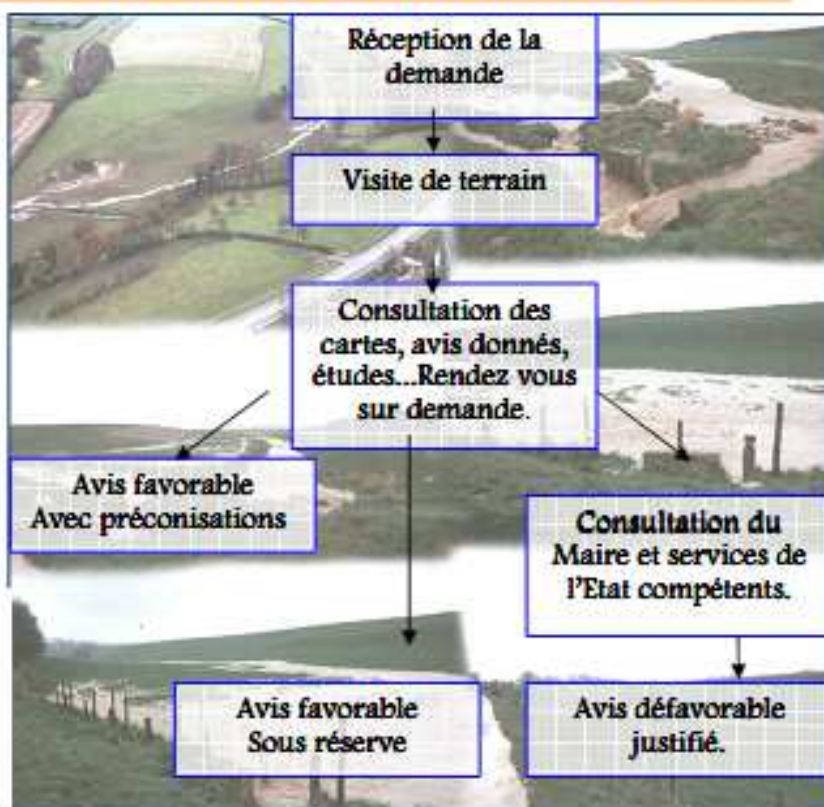 Réception de la
demande
Visite de terrain
Consultation des
cartes, avis donnés,
études...Rendez vous
sur demande.
Avis favorable
Avec préconisations
Consultation du
Maire et services de
l'Etat compétents.
Avis favorable
Sous réserve
Avis défavorable
justifié.